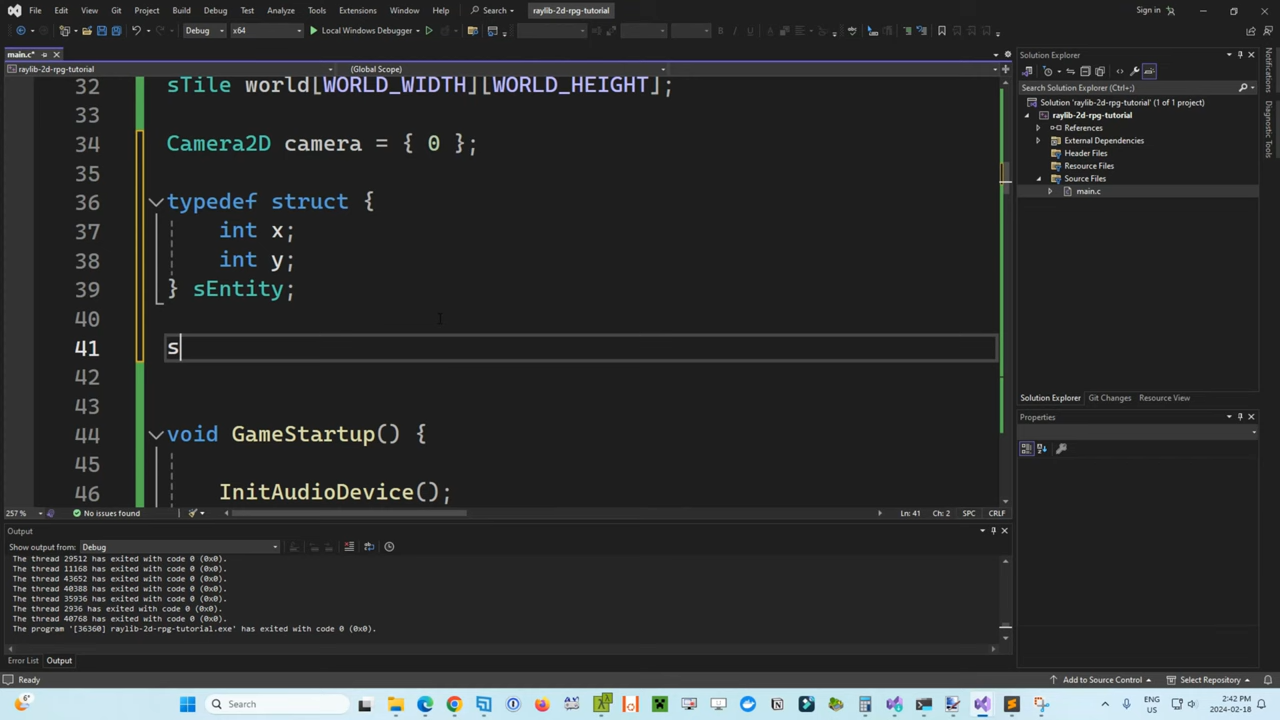 File Edit View Git Project Build Debug Test Analyze Tools Extensions Window Help Search raylib-2d-rpg-tutorial Sign in
Debug x64 Local Windows Debugger
main.c*
raylib-2d-rpg-tutorial (Global Scope)
32 sTile world[WORLD_WIDTH][WORLD_HEIGHT];
33
34 Camera2D camera = { 0 };
35
36 typedef struct {
37 int x;
38 int y;
39 } sEntity;
40
41 s
42
43
44 void GameStartup() {
45
46 InitAudioDevice();
257 % No issues found Ln: 41 Ch: 2 SPC CRLF
Output
Show output from: Debug
The thread 29512 has exited with code 0 (0x0).
The thread 11168 has exited with code 0 (0x0).
The thread 43652 has exited with code 0 (0x0).
The thread 40388 has exited with code 0 (0x0).
The thread 35936 has exited with code 0 (0x0).
The thread 2936 has exited with code 0 (0x0).
The thread 40768 has exited with code 0 (0x0).
The program '[36360] raylib-2d-rpg-tutorial.exe' has exited with code 0 (0x0).
Error List Output
Solution Explorer
Search Solution Explorer (Ctrl+;)
Solution 'raylib-2d-rpg-tutorial' (1 of 1 project)
raylib-2d-rpg-tutorial
References
External Dependencies
Header Files
Resource Files
Source Files
main.c
Solution Explorer Git Changes Resource View
Properties
Notifications
Diagnostic Tools
Ready Add to Source Control Select Repository
6° Search ENG US 2:42 PM 2024-02-18